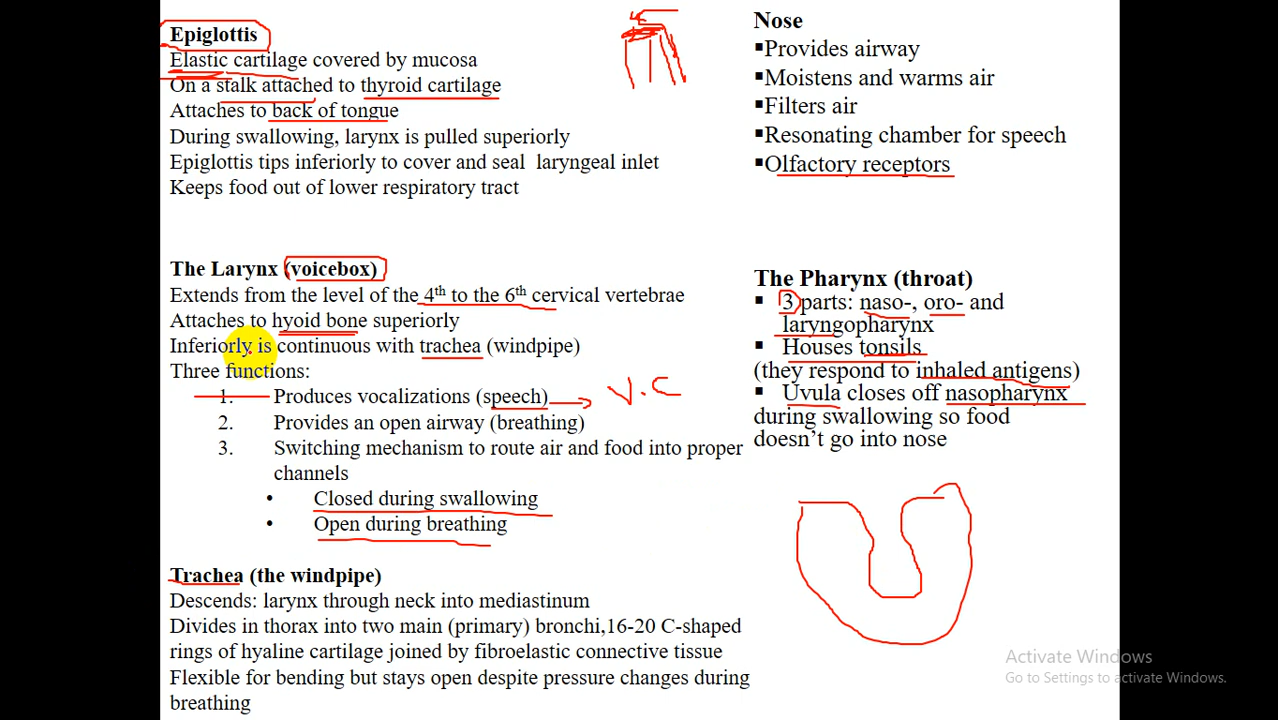 Epiglottis
Elastic cartilage covered by mucosa
On a stalk attached to thyroid cartilage
Attaches to back of tongue
During swallowing, larynx is pulled superiorly
Epiglottis tips inferiorly to cover and seal laryngeal inlet
Keeps food out of lower respiratory tract
The Larynx (voicebox)
Extends from the level of the 4th to the 6th cervical vertebrae
Attaches to hyoid bone superiorly
Inferiorly is continuous with trachea (windpipe)
Three functions:
1. Produces vocalizations (speech) V.C
2. Provides an open airway (breathing)
3. Switching mechanism to route air and food into proper
channels
• Closed during swallowing
• Open during breathing
Trachea (the windpipe)
Descends: larynx through neck into mediastinum
Divides in thorax into two main (primary) bronchi,16-20 C-shaped
rings of hyaline cartilage joined by fibroelastic connective tissue
Flexible for bending but stays open despite pressure changes during
breathing
Nose
▪Provides airway
▪Moistens and warms air
▪Filters air
▪Resonating chamber for speech
▪Olfactory receptors
The Pharynx (throat)
▪ 3 parts: naso-, oro- and
laryngopharynx
▪ Houses tonsils
(they respond to inhaled antigens)
▪ Uvula closes off nasopharynx
during swallowing so food
doesn’t go into nose
Activate Windows
Go to Settings to activate Windows.